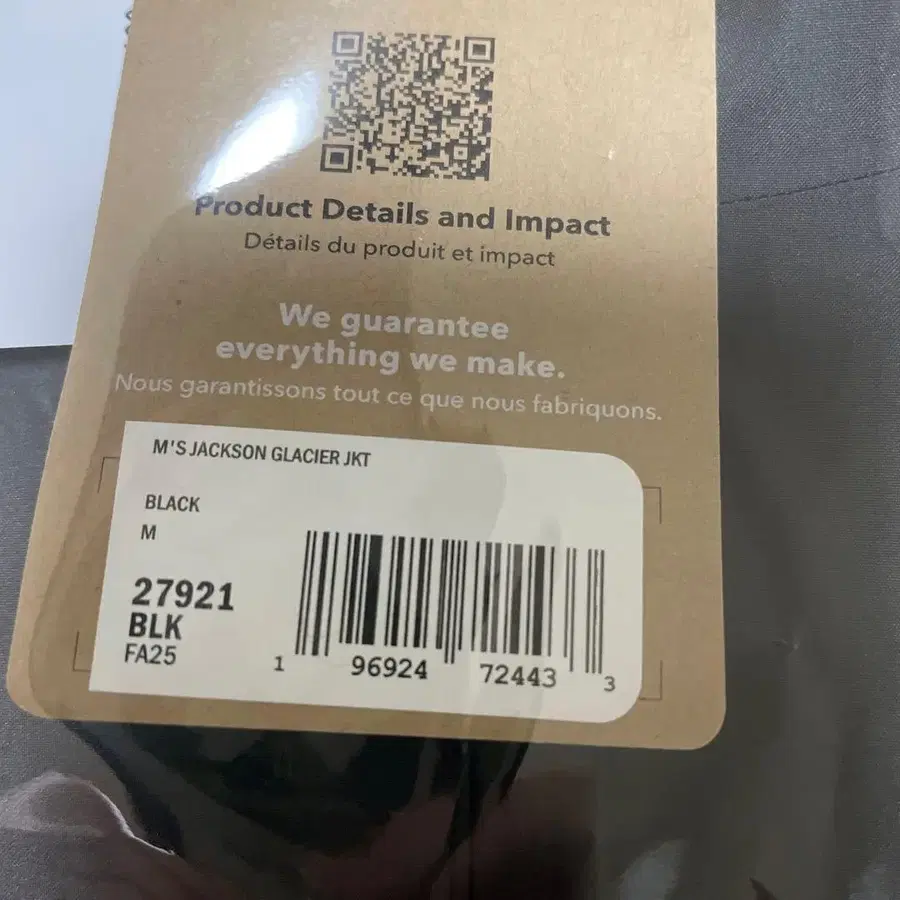 Product Details and Impact
Détails du produit et impact
We guarantee
everything we make.
Nous garantissons tout ce que nous fabriquons.
M'S JACKSON GLACIER JKT
BLACK
M
27921
BLK
FA25
1 96924 72443 3